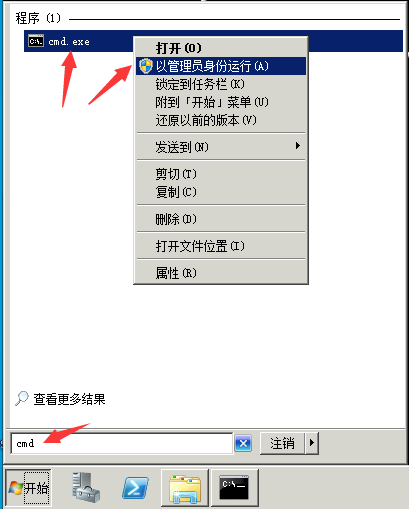 程序 (1)
cmd.exe
打开(O)
以管理员身份运行(A)
锁定到任务栏(K)
附到「开始」菜单(U)
还原以前的版本(V)
发送到(N)
剪切(T)
复制(C)
删除(D)
打开文件位置(I)
属性(R)
查看更多结果
cmd
注销
开始